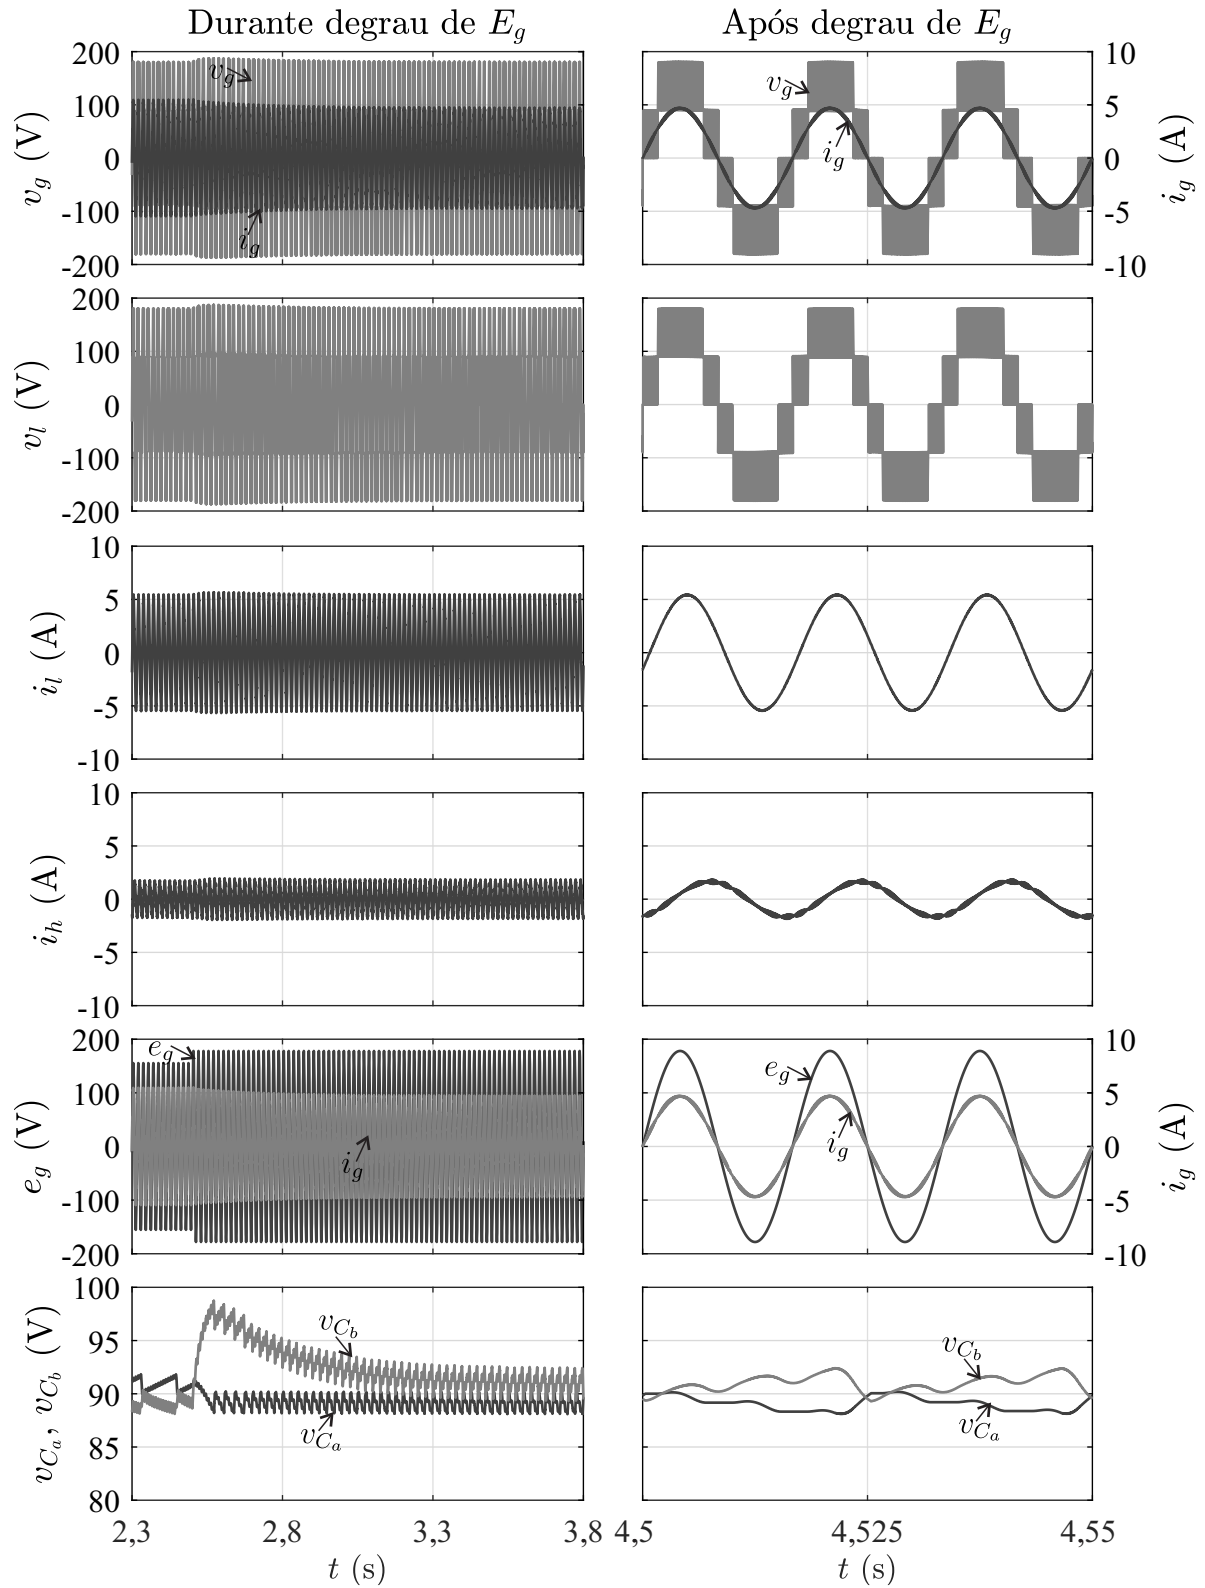 Durante degrau de E_g
Após degrau de E_g
200
100
0
-100
-200
v_g (V)
v_g
i_g
v_g
i_g
10
5
0
-5
-10
i_g (A)
200
100
0
-100
-200
v_l (V)
10
5
0
-5
-10
i_l (A)
10
5
0
-5
-10
i_h (A)
200
100
0
-100
-200
e_g (V)
e_g
i_g
e_g
i_g
10
5
0
-5
-10
i_g (A)
100
95
90
85
80
v_{C_a}, v_{C_b} (V)
v_{C_b}
v_{C_a}
v_{C_b}
v_{C_a}
2,3 2,8 3,3 3,8
4,5 4,525 4,55
t (s)
t (s)